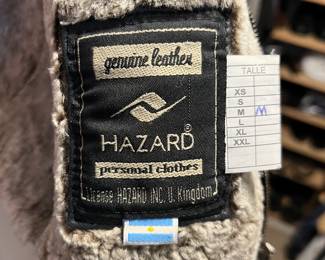 genuine leather
HAZARD®
personal clothes
License HAZARD INC. U. Kingdom
TALLE
XS
S
M M
L
XL
XXL